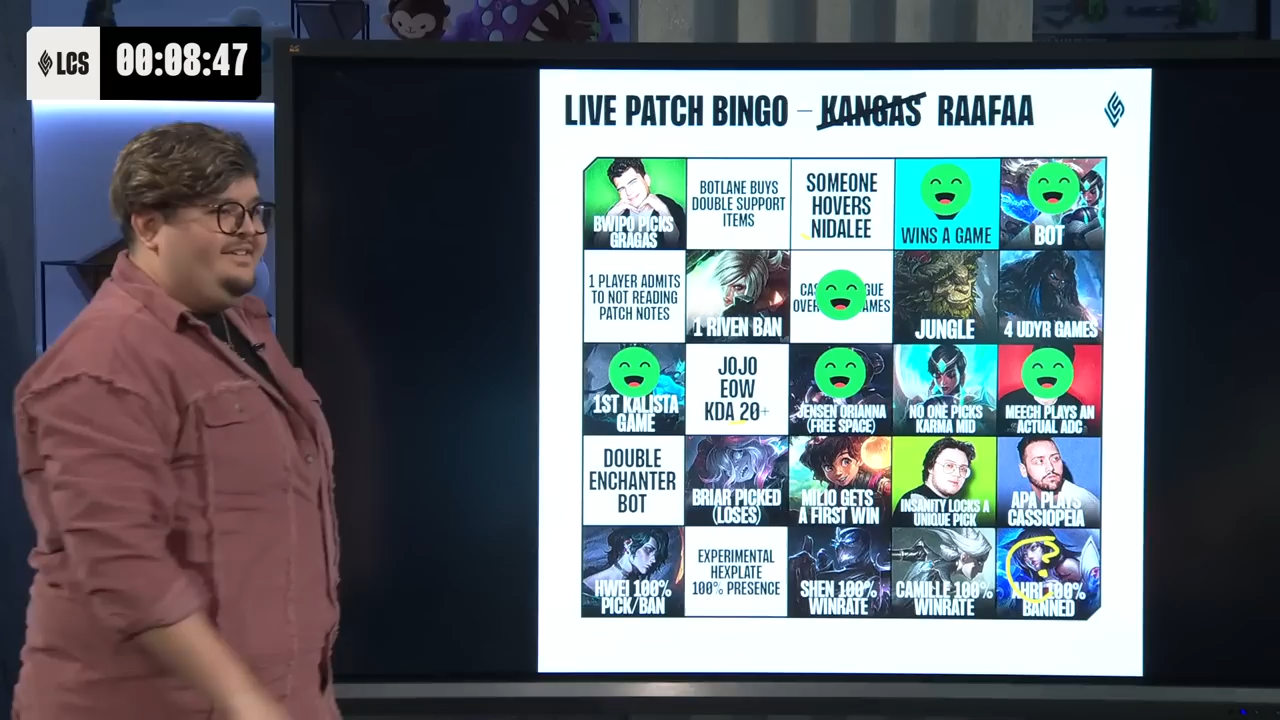 LCS
00:08:47
LIVE PATCH BINGO – KANGAS RAAFAA
BWIPO PICKS
GRAGAS
BOTLANE BUYS
DOUBLE SUPPORT
ITEMS
SOMEONE
HOVERS
NIDALEE
WINS A GAME
BOT
1 PLAYER ADMITS
TO NOT READING
PATCH NOTES
1 RIVEN BAN
OVER
JUNGLE
4 UDYR GAMES
1ST KALISTA
GAME
JOJO
EOW
KDA 20+
JENSEN ORIANNA
(FREE SPACE)
NO ONE PICKS
KARMA MID
MEECH PLAYS AN
ACTUAL ADC
DOUBLE
ENCHANTER
BOT
BRIAR PICKED
(LOSES)
MILIO GETS
A FIRST WIN
INSANITY LOCKS A
UNIQUE PICK
APA PLAYS
CASSIOPEIA
HWEI 100%
PICK/BAN
EXPERIMENTAL
HEXPLATE
100% PRESENCE
SHEN 100%
WINRATE
CAMILLE 100%
WINRATE
AHRI 100%
BANNED